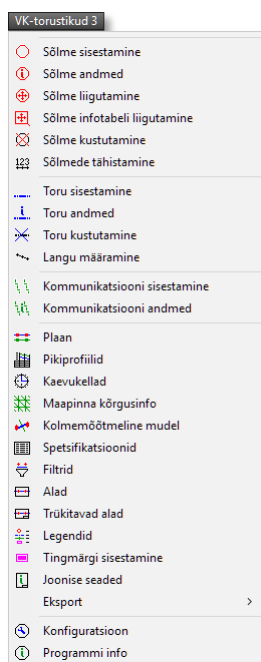 VK-torustikud 3
Sõlme sisestamine
Sõlme andmed
Sõlme liigutamine
Sõlme infotabeli liigutamine
Sõlme kustutamine
123 Sõlmede tähistamine
Toru sisestamine
Toru andmed
Toru kustutamine
Langu määramine
Kommunikatsiooni sisestamine
Kommunikatsiooni andmed
Plaan
Pikiprofiilid
Kaevukellad
Maapinna kõrgusinfo
Kolmemõõtmeline mudel
Spetsifikatsioonid
Filtrid
Alad
Trükitavad alad
Legendid
Tingmärgi sisestamine
Joonise seaded
Eksport
Konfiguratsioon
Programmi info